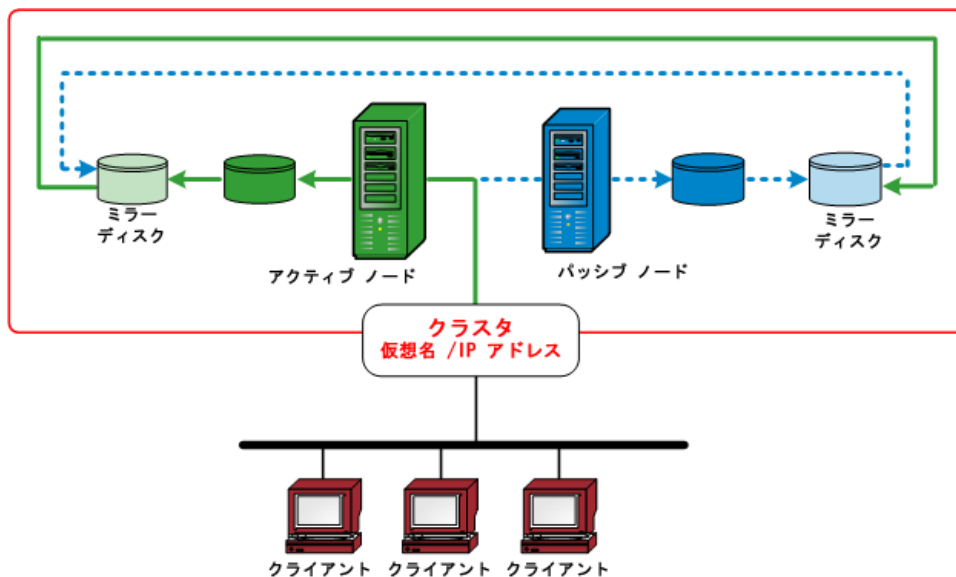 ミラー
ディスク
ミラー
ディスク
アクティブ ノード
パッシブ ノード
クラスタ
仮想名 /IP アドレス
クライアント クライアント クライアント